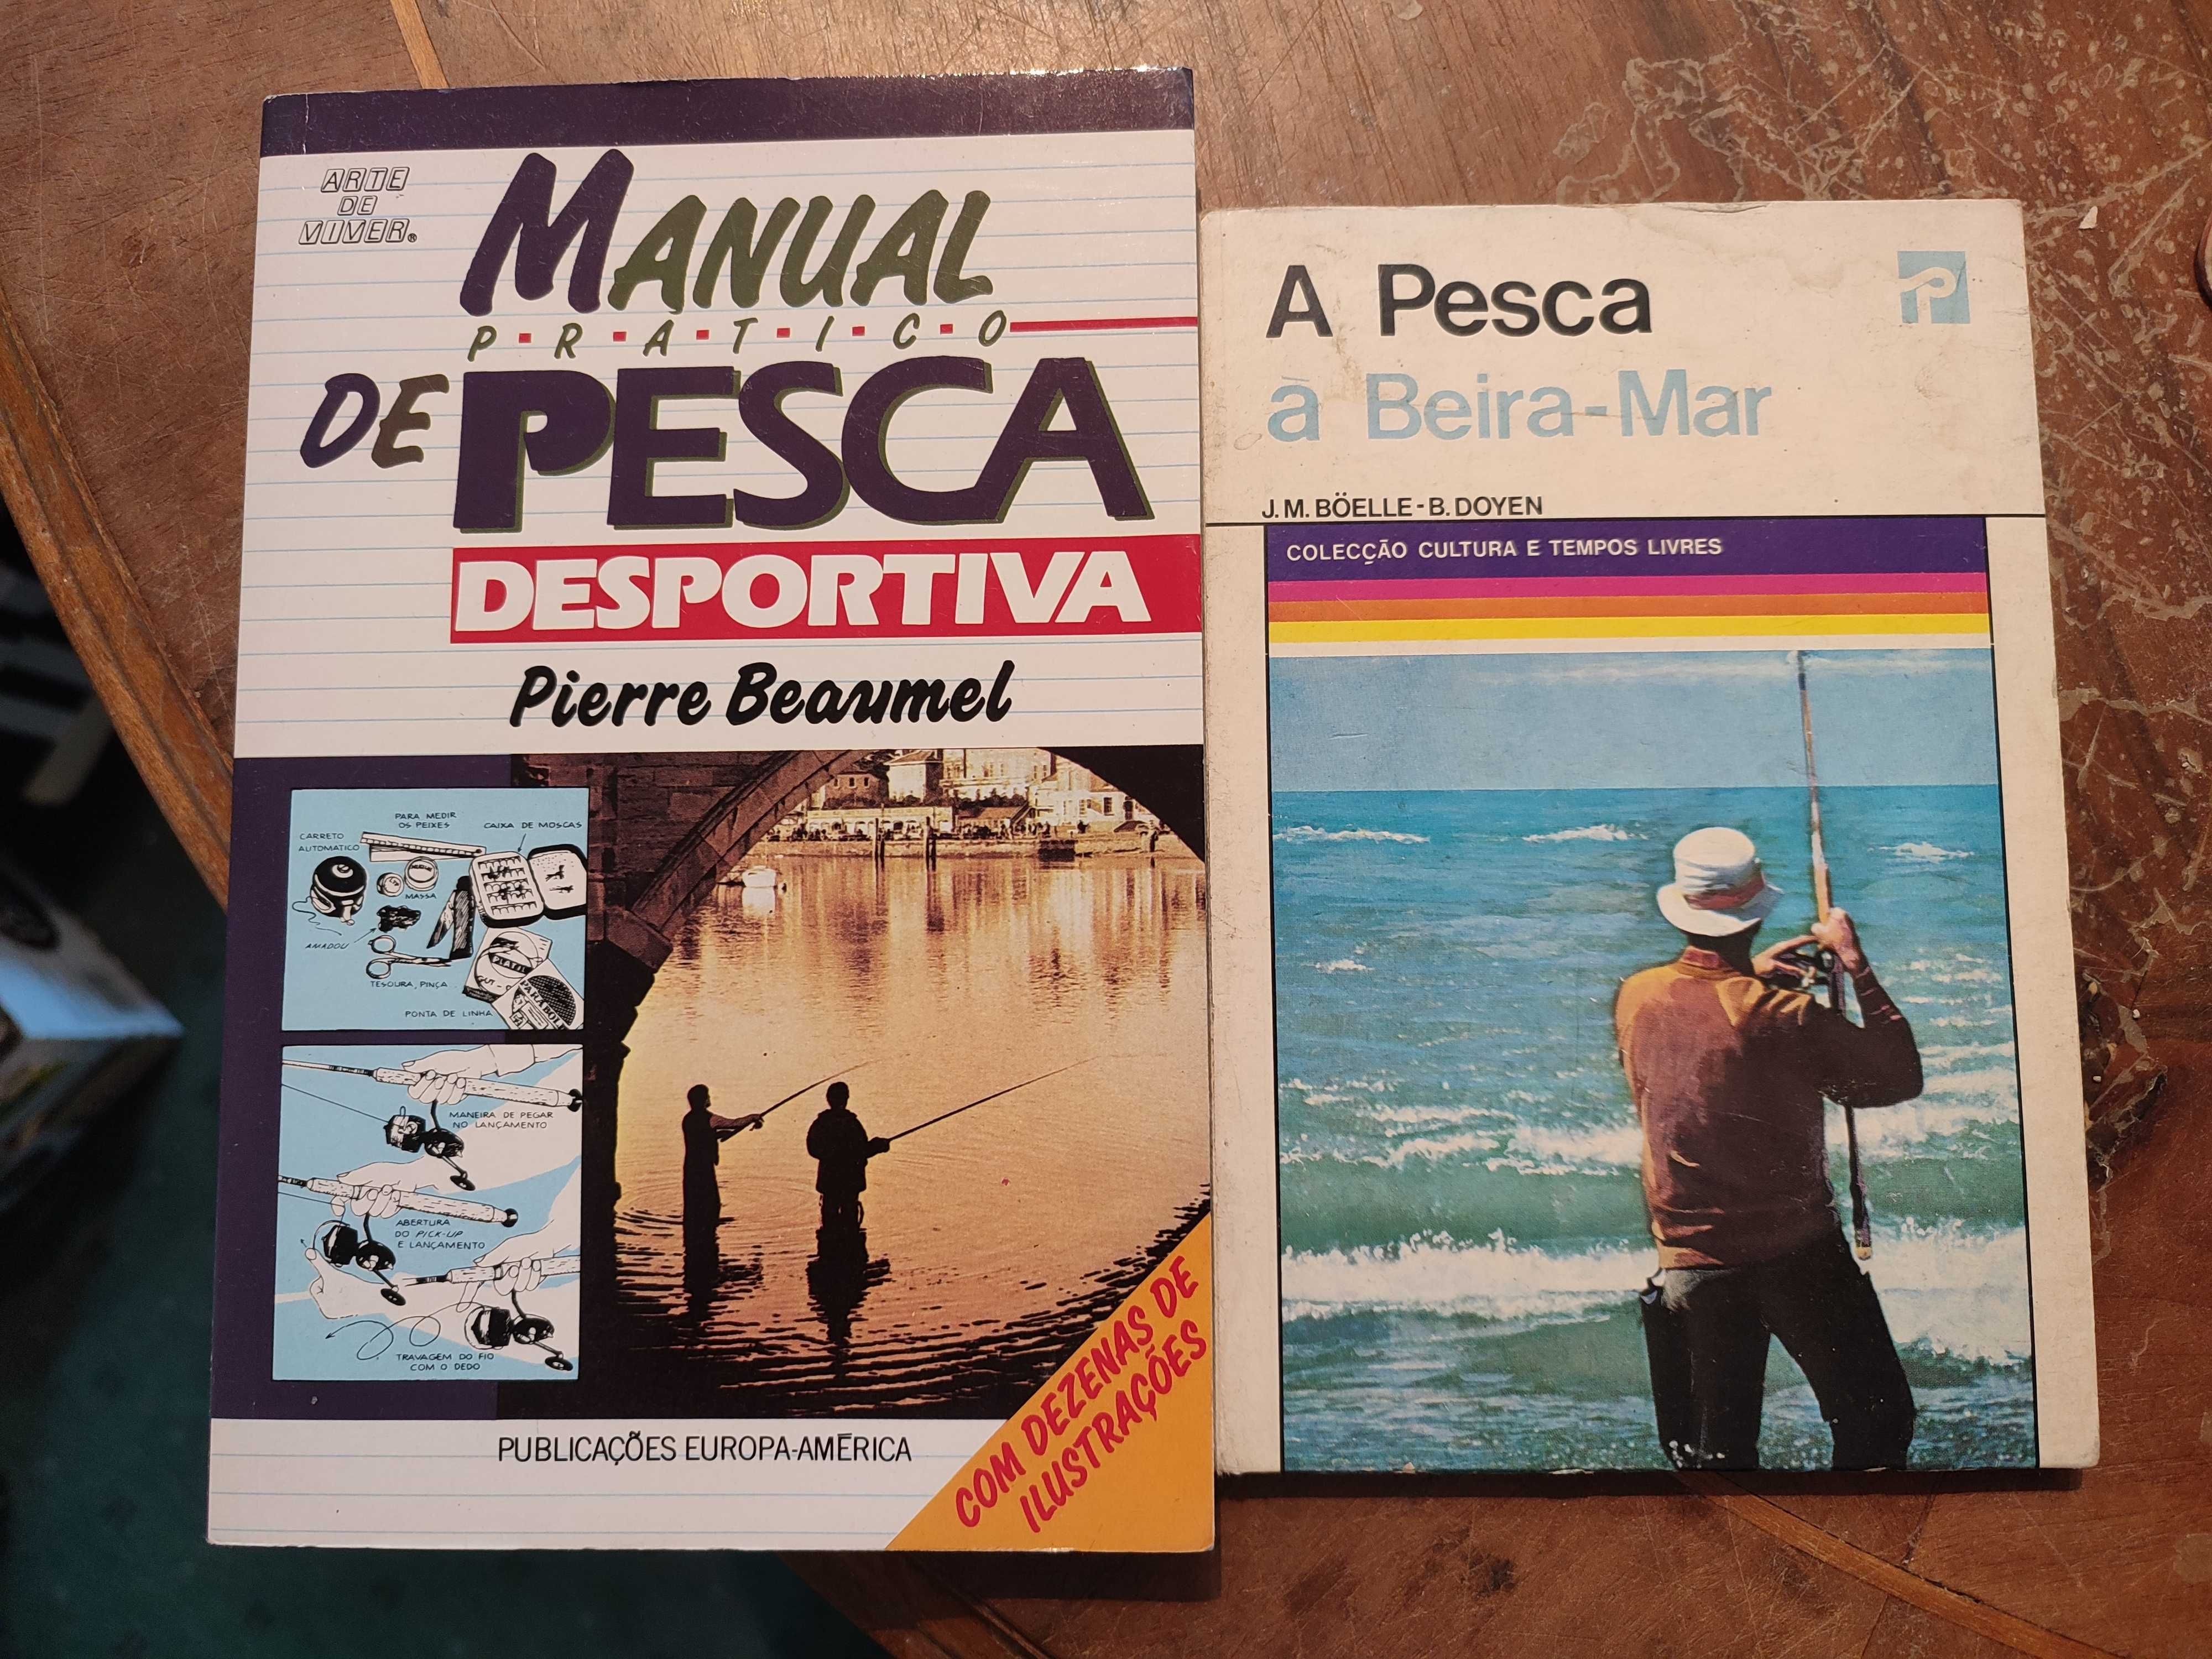 ARTE
DE
VIVER®
MANUAL
P·R·Á·T·I·C·O
DE PESCA
DESPORTIVA
Pierre Beaumel
PARA MEDIR
OS PEIXES
CAIXA DE MOSCAS
CARRETO
AUTOMÁTICO
MASSA
AMADOU
TESOURA, PINÇA
PLATIL
PONTA DE LINHA
MANEIRA DE PEGAR
NO LANÇAMENTO
ABERTURA
DO PICK-UP
E LANÇAMENTO
TRAVAGEM DO FIO
COM O DEDO
COM DEZENAS DE
ILUSTRAÇÕES
PUBLICAÇÕES EUROPA-AMÉRICA
A Pesca
à Beira-Mar
J. M. BÖELLE - B. DOYEN
COLECÇÃO CULTURA E TEMPOS LIVRES